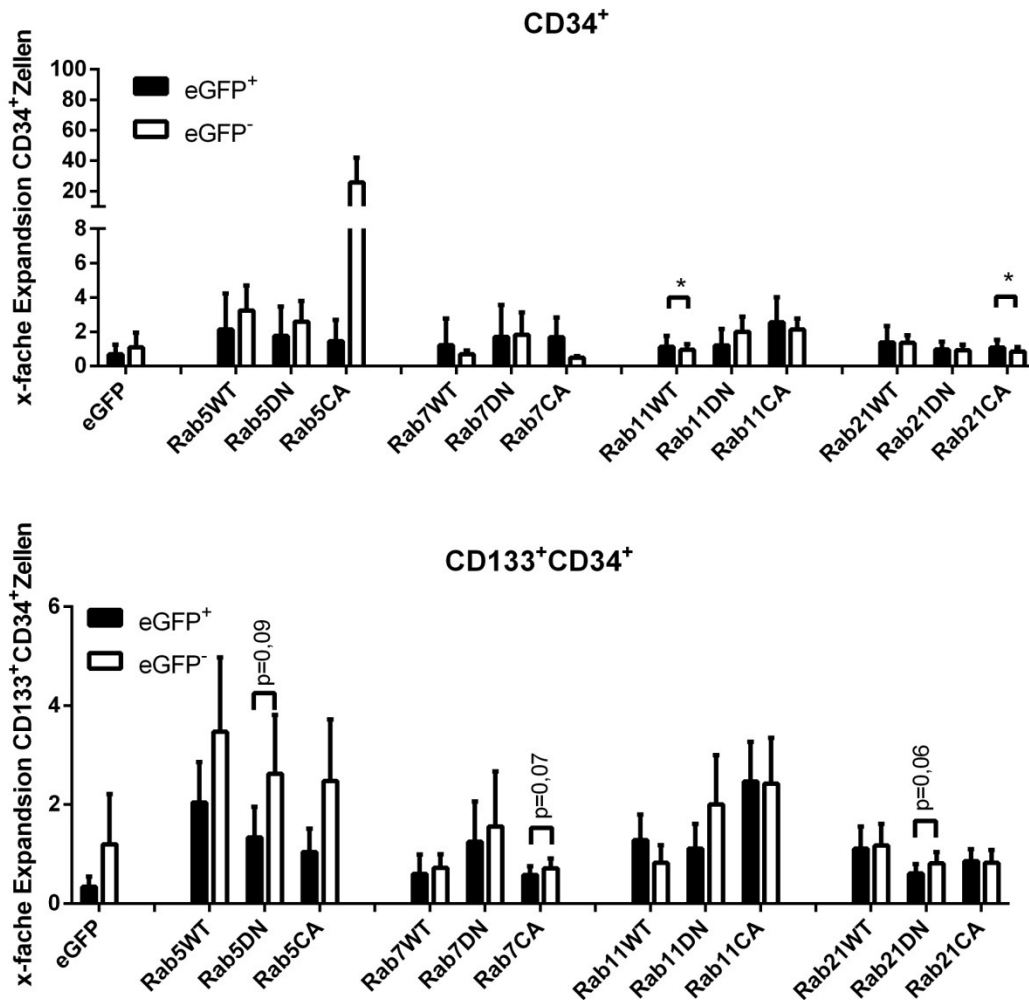 CD34⁺
x-fache Expandsion CD34⁺Zellen
100
80
60
40
20
8
6
4
2
0
eGFP⁺
eGFP⁻
*
*
eGFP
Rab5WT
Rab5DN
Rab5CA
Rab7WT
Rab7DN
Rab7CA
Rab11WT
Rab11DN
Rab11CA
Rab21WT
Rab21DN
Rab21CA
CD133⁺CD34⁺
x-fache Expandsion CD133⁺CD34⁺Zellen
6
4
2
0
eGFP⁺
eGFP⁻
p=0,09
p=0,07
p=0,06
eGFP
Rab5WT
Rab5DN
Rab5CA
Rab7WT
Rab7DN
Rab7CA
Rab11WT
Rab11DN
Rab11CA
Rab21WT
Rab21DN
Rab21CA